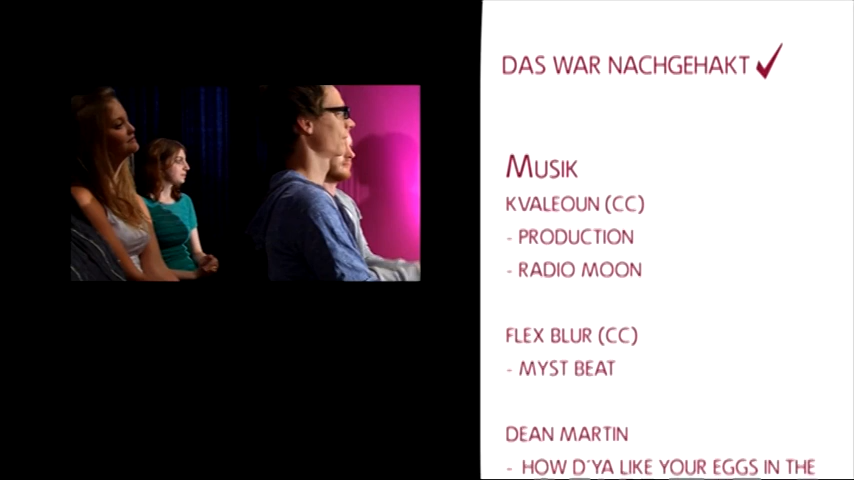 DAS WAR NACHGEHAKT
MUSIK
KVALEOUN (CC)
- PRODUCTION
- RADIO MOON
FLEX BLUR (CC)
- MYST BEAT
DEAN MARTIN
- HOW D´YA LIKE YOUR EGGS IN THE